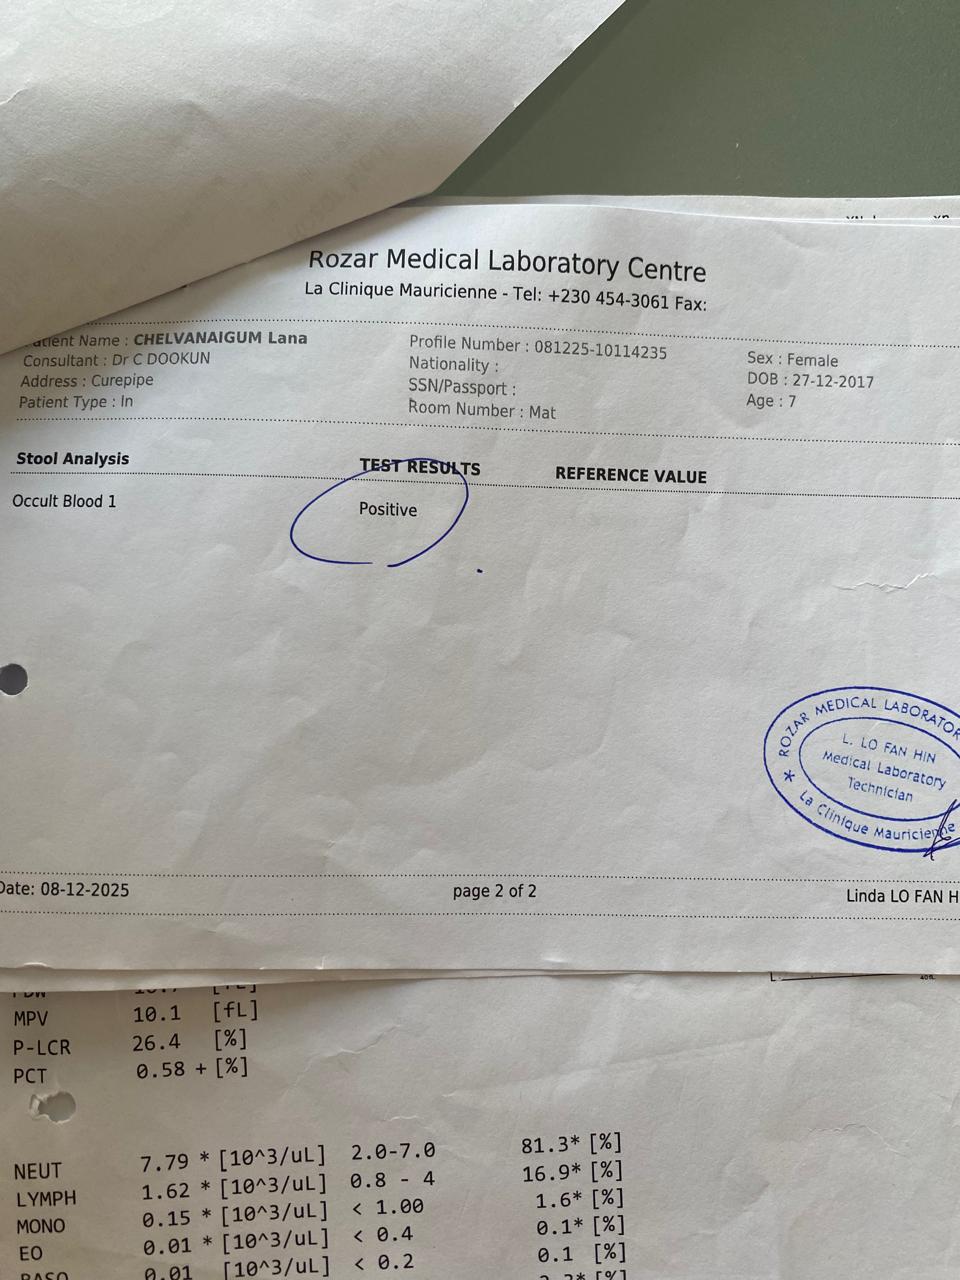 Rozar Medical Laboratory Centre
La Clinique Mauricienne - Tel: +230 454-3061 Fax:
Patient Name : CHELVANAIGUM Lana
Consultant : Dr C DOOKUN
Address : Curepipe
Patient Type : In
Profile Number : 081225-10114235
Nationality :
SSN/Passport :
Room Number : Mat
Sex : Female
DOB : 27-12-2017
Age : 7
Stool Analysis TEST RESULTS REFERENCE VALUE
Occult Blood 1 Positive
ROZAR MEDICAL LABORATOR
L. LO FAN HIN
Medical Laboratory
Technician
* La Clinique Mauricienne
Date: 08-12-2025 page 2 of 2 Linda LO FAN H
MPV 10.1 [fL]
P-LCR 26.4 [%]
PCT 0.58 + [%]
NEUT 7.79 * [10^3/uL] 2.0-7.0 81.3* [%]
LYMPH 1.62 * [10^3/uL] 0.8 - 4 16.9* [%]
MONO 0.15 * [10^3/uL] < 1.00 1.6* [%]
EO 0.01 * [10^3/uL] < 0.4 0.1* [%]
BASO 0.01 [10^3/uL] < 0.2 0.1 [%]